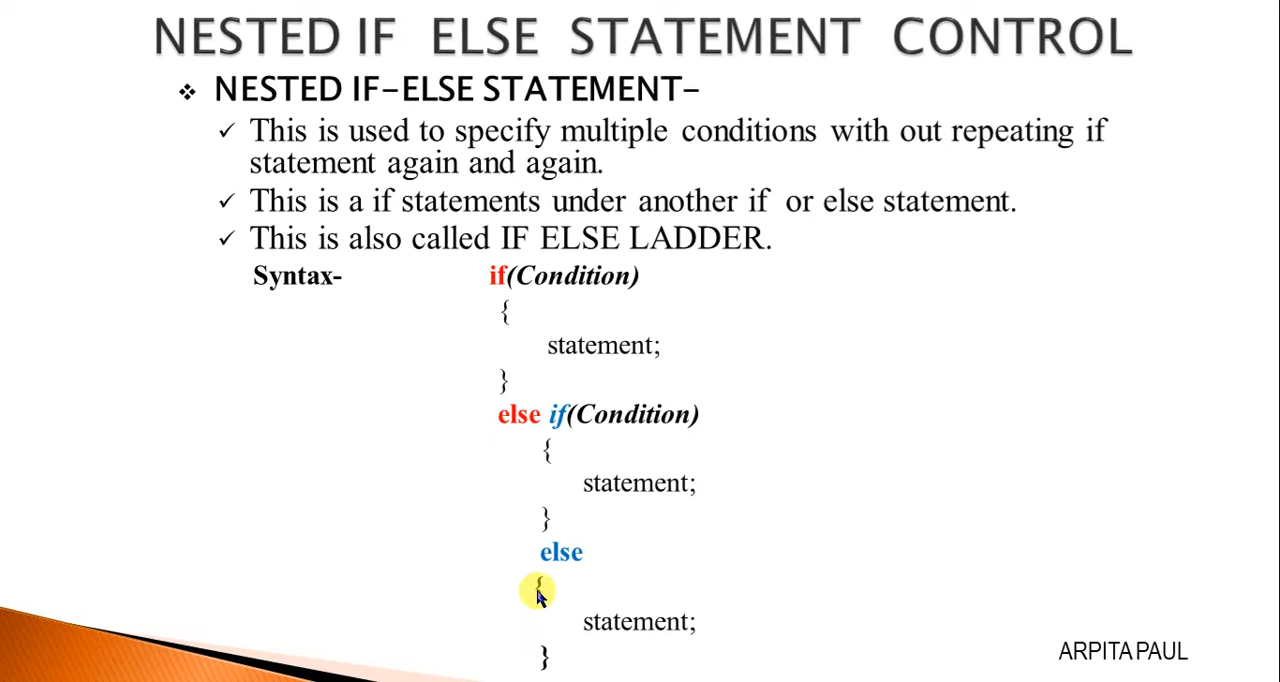 NESTED IF ELSE STATEMENT CONTROL
NESTED IF-ELSE STATEMENT-
This is used to specify multiple conditions with out repeating if
statement again and again.
This is a if statements under another if or else statement.
This is also called IF ELSE LADDER.
Syntax- if(Condition)
{
statement;
}
else if(Condition)
{
statement;
}
else
{
statement;
}
ARPITA PAUL